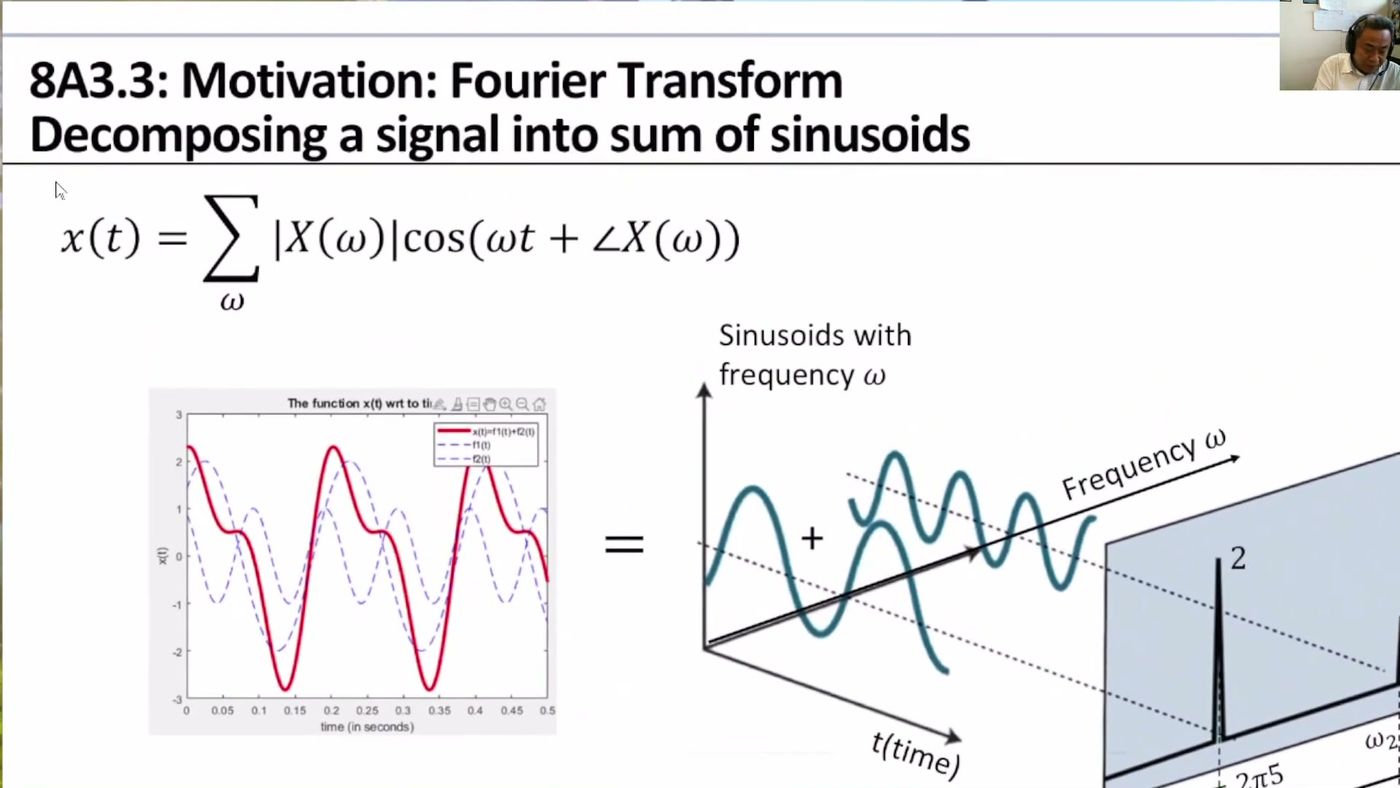 8A3.3: Motivation: Fourier Transform
Decomposing a signal into sum of sinusoids
x(t) = ∑ |X(ω)|cos(ωt + ∠X(ω))
ω
Sinusoids with
frequency ω
The function x(t) wrt to
x(t)=f1(t)+f2(t)
f1(t)
f2(t)
3
2
1
0
-1
-2
-3
x(t)
0 0.05 0.1 0.15 0.2 0.25 0.3 0.35 0.4 0.45 0.5
time (in seconds)
=
+
Frequency ω
t(time)
2
2π5
ω2